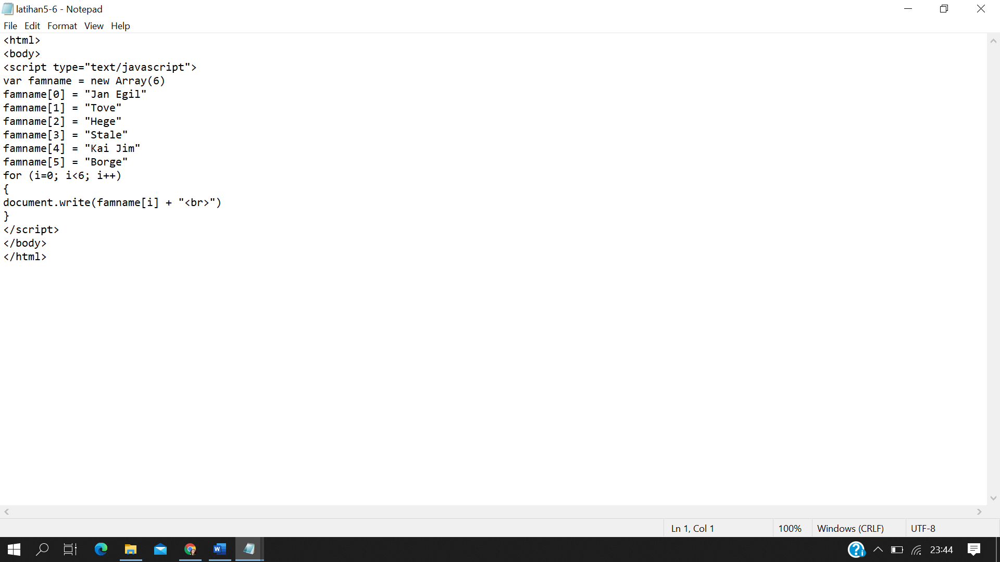 latihan5-6 - Notepad
File Edit Format View Help
<html>
<body>
<script type="text/javascript">
var famname = new Array(6)
famname[0] = "Jan Egil"
famname[1] = "Tove"
famname[2] = "Hege"
famname[3] = "Stale"
famname[4] = "Kai Jim"
famname[5] = "Borge"
for (i=0; i<6; i++)
{
document.write(famname[i] + "<br>")
}
</script>
</body>
</html>
Ln 1, Col 1 100% Windows (CRLF) UTF-8
23:44